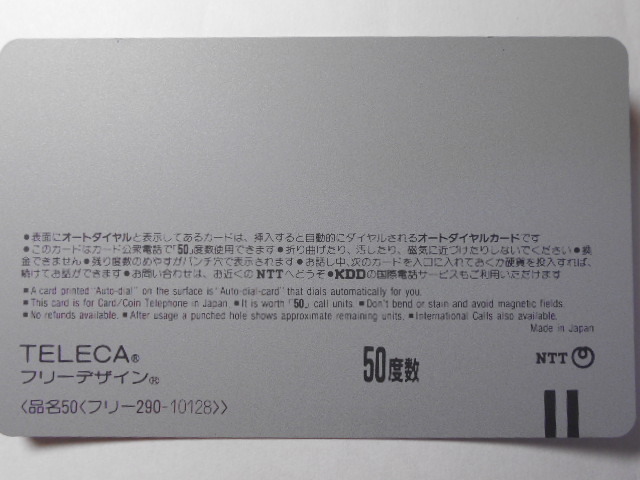 ●表面にオートダイヤルと表示してあるカードは、挿入すると自動的にダイヤルされるオートダイヤルカードです
●このカードはカード公衆電話で「50」度数使用できます●折り曲げたり、汚したり、磁気に近づけたりしないでください●換
金できません●残り度数のめやすがパンチ穴で表示されます●お話し中、次のカードを入口に入れておくか硬貨を投入すれば、
続けてお話ができます●お問い合わせは、お近くのNTTへどうぞ●KDDの国際電話サービスもご利用いただけます
■A card printed "Auto-dial" on the surface is "Auto-dial-card" that dials automatically for you.
■This card is for Card/Coin Telephone in Japan. ■It is worth「50」call units. ■Don't bend or stain and avoid magnetic fields.
■No refunds available. ■After usage a punched hole shows approximate remaining units. ■International Calls also available.
Made in Japan
TELECA®
フリーデザイン®
50度数
NTT
〈品名50〈フリー290-10128〉〉